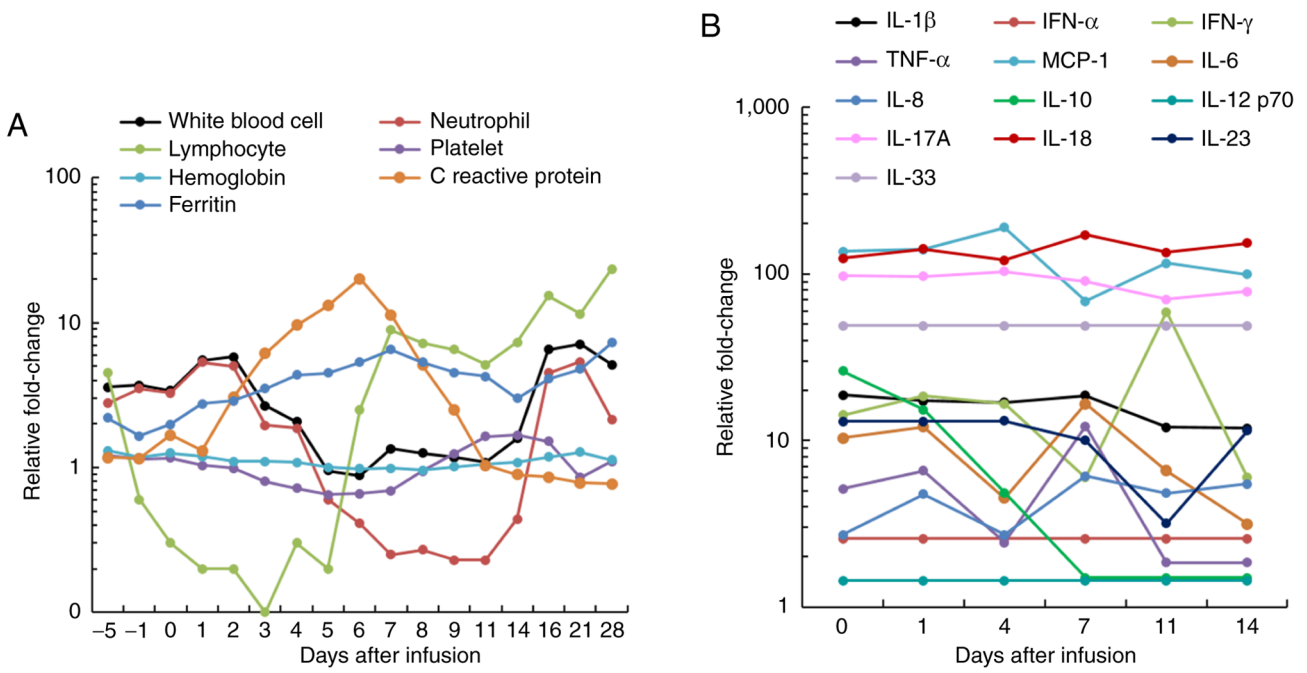 A
White blood cell Neutrophil
Lymphocyte Platelet
Hemoglobin C reactive protein
Ferritin
Relative fold-change
100
10
1
0
−5 −1 0 1 2 3 4 5 6 7 8 9 11 14 16 21 28
Days after infusion
B
IL-1β IFN-α IFN-γ
TNF-α MCP-1 IL-6
IL-8 IL-10 IL-12 p70
IL-17A IL-18 IL-23
IL-33
Relative fold-change
1,000
100
10
1
0 1 4 7 11 14
Days after infusion